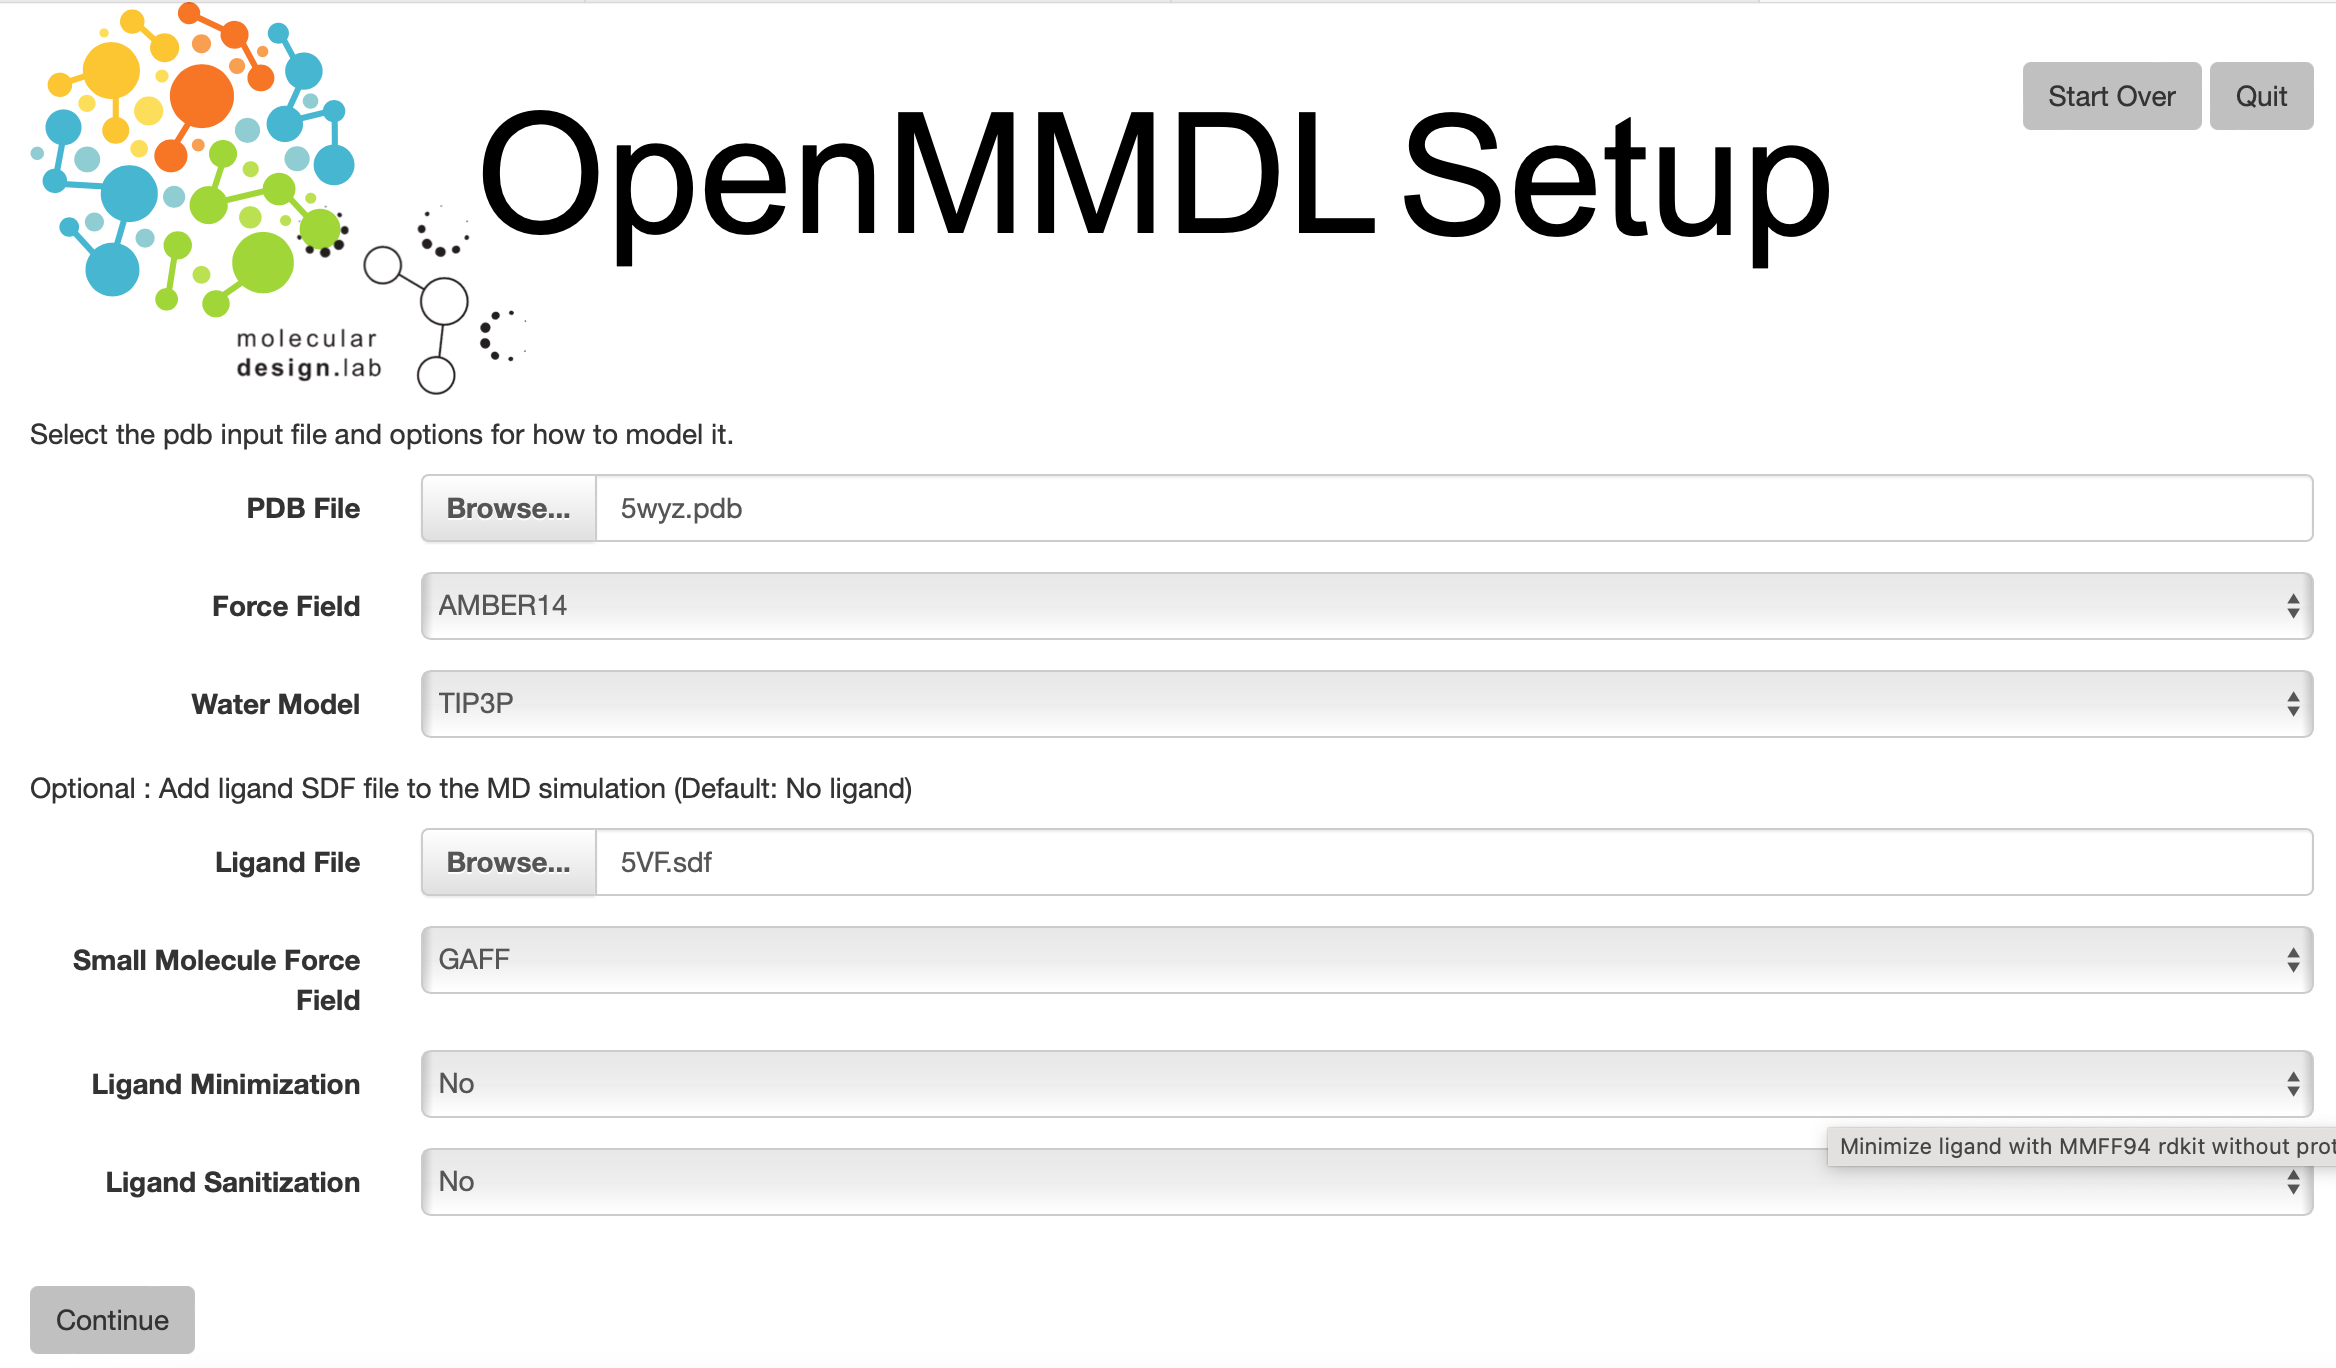 Start Over
Quit
OpenMMDL Setup
molecular
design.lab
Select the pdb input file and options for how to model it.
PDB File
Browse... 5wyz.pdb
Force Field
AMBER14
Water Model
TIP3P
Optional : Add ligand SDF file to the MD simulation (Default: No ligand)
Ligand File
Browse... 5VF.sdf
Small Molecule Force
Field
GAFF
Ligand Minimization
No
Minimize ligand with MMFF94 rdkit without prot
Ligand Sanitization
No
Continue